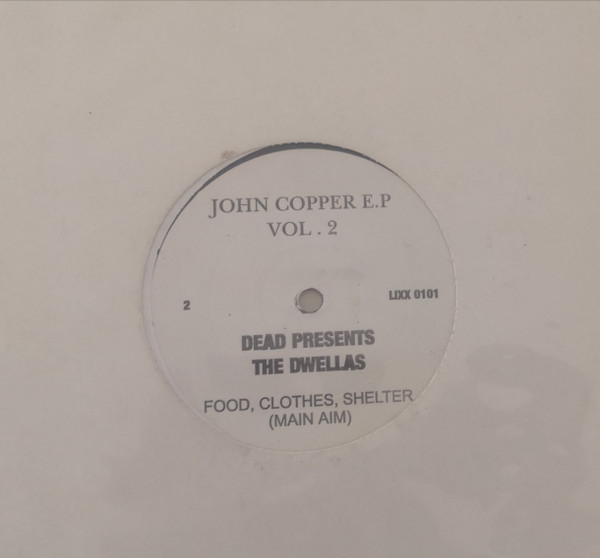 JOHN COPPER E.P
VOL . 2
2
LIXX 0101
DEAD PRESENTS
THE DWELLAS
FOOD, CLOTHES, SHELTER
(MAIN AIM)